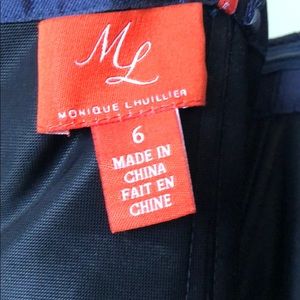 ML
MONIQUE LHUILLIER
6
MADE IN
CHINA
FAIT EN
CHINE